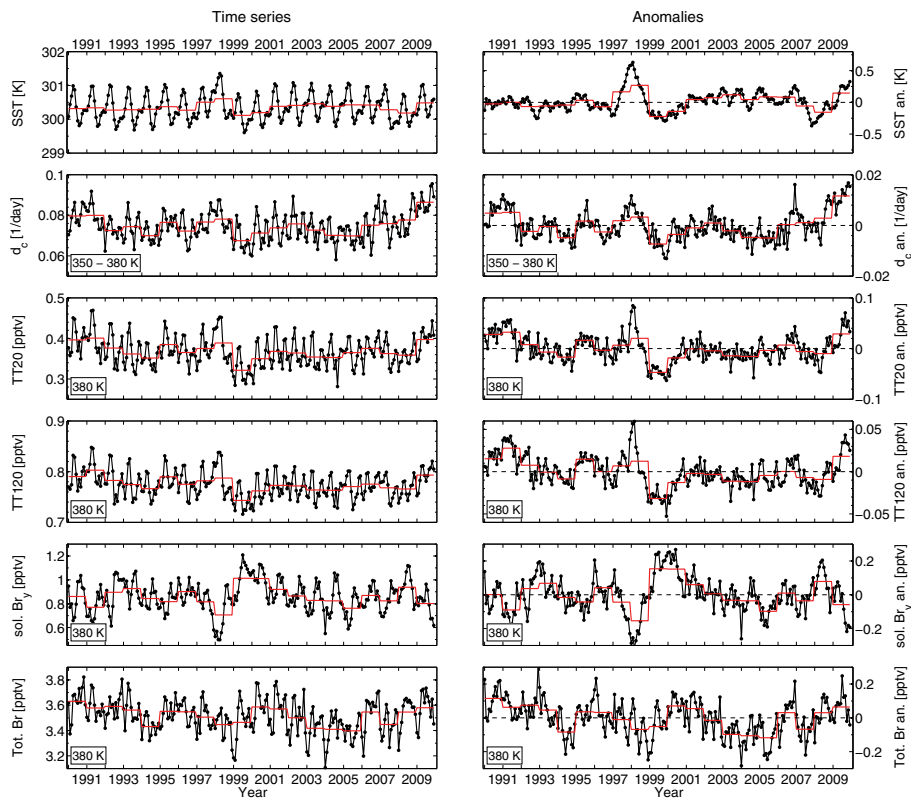 Time series
Anomalies
1991 1993 1995 1997 1999 2001 2003 2005 2007 2009
1991 1993 1995 1997 1999 2001 2003 2005 2007 2009
302
301
300
299
SST [K]
0.5
0
−0.5
SST an. [K]
0.1
0.08
0.06
d_c [1/day]
350 − 380 K
0.02
0
−0.02
d_c an. [1/day]
350 − 380 K
0.5
0.4
0.3
TT20 [pptv]
380 K
0.1
0
−0.1
TT20 an. [pptv]
380 K
0.9
0.8
0.7
TT120 [pptv]
380 K
0.05
0
−0.05
TT120 an. [pptv]
380 K
1.2
1
0.8
0.6
sol. Br_y [pptv]
380 K
0.2
0
−0.2
sol. Br_y an. [pptv]
380 K
3.8
3.6
3.4
3.2
Tot. Br [pptv]
380 K
0.2
0
−0.2
Tot. Br an. [pptv]
380 K
1991 1993 1995 1997 1999 2001 2003 2005 2007 2009
Year
1991 1993 1995 1997 1999 2001 2003 2005 2007 2009
Year